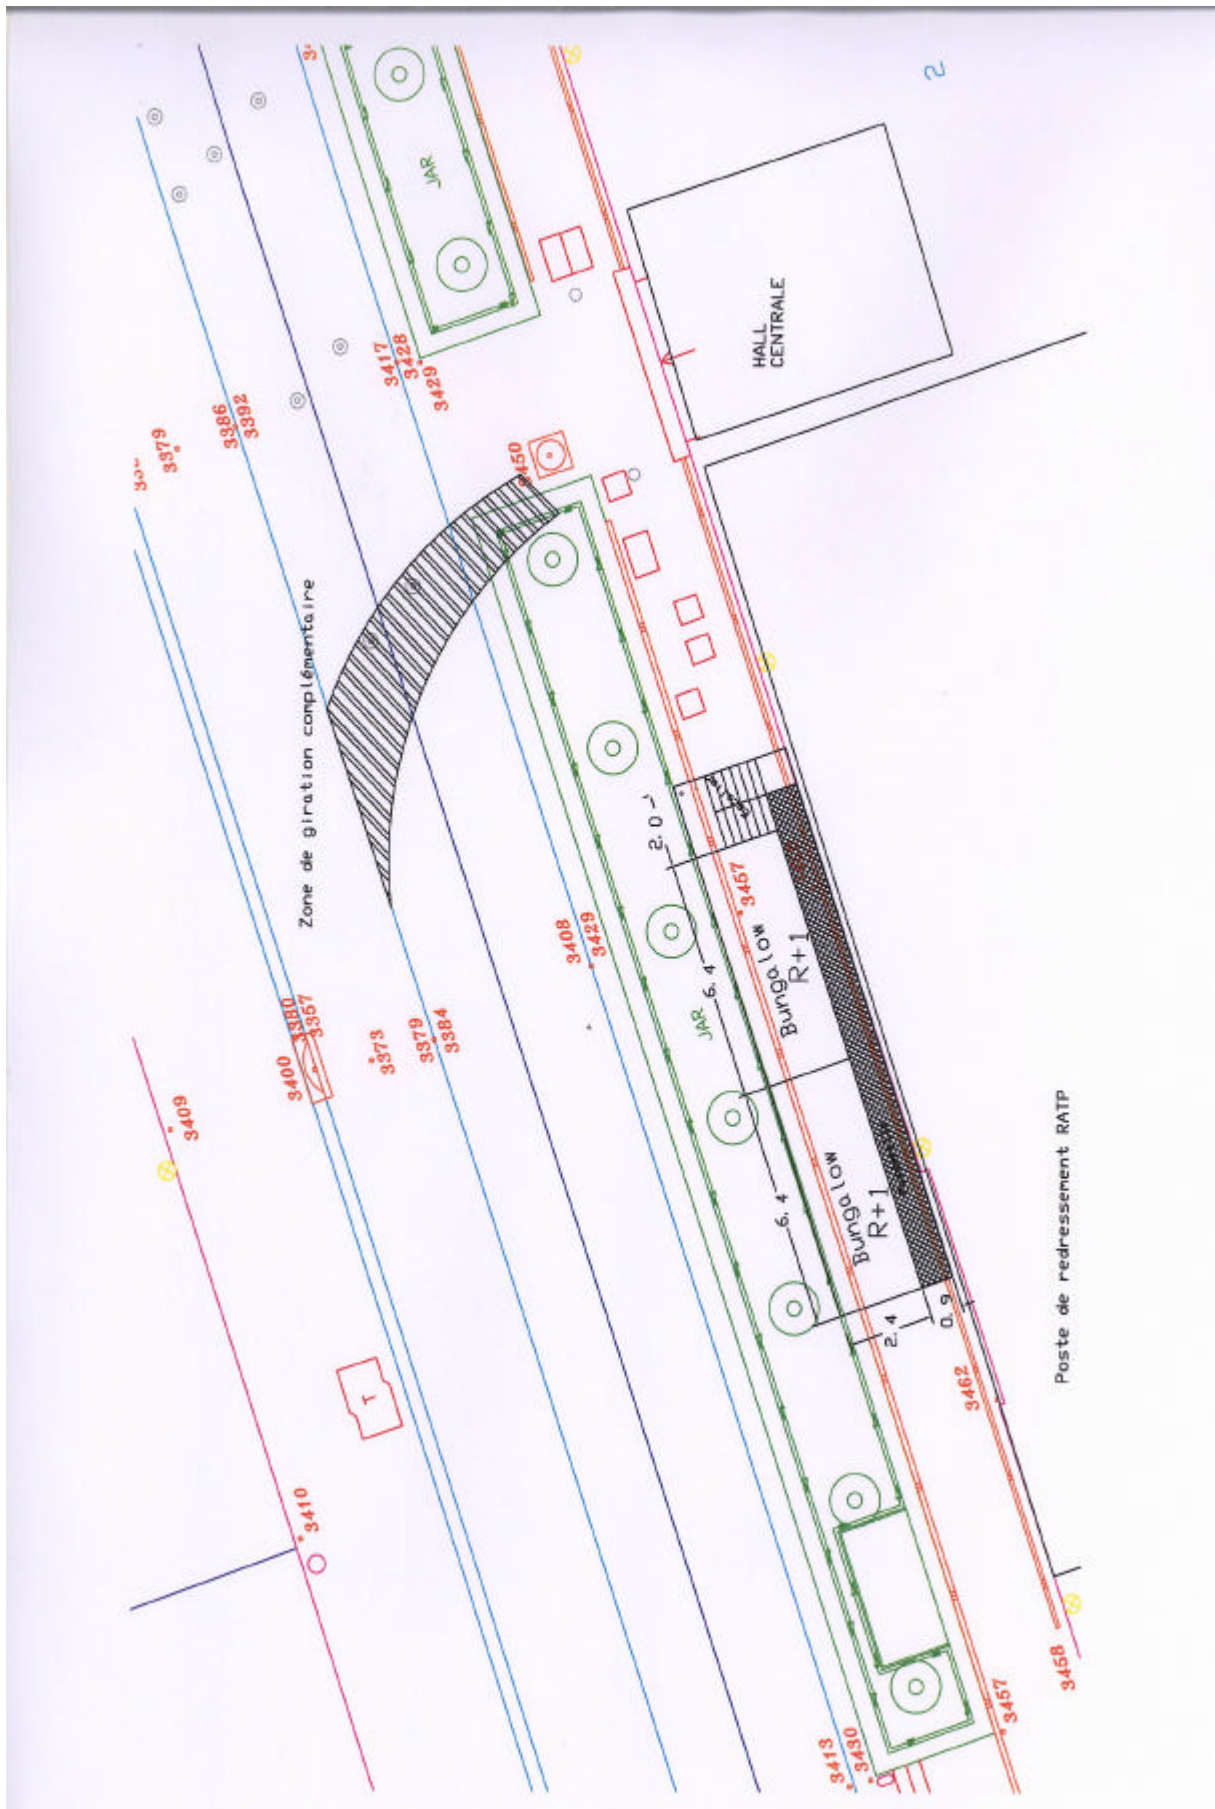 2
JAR
HALL
CENTRALE
3417
3428
3429
3386
3392
3379
3450
Zone de giration complémentaire
2.0
3457
6.4
Bungalow
R+1
JAR
3408
3429
3380
3357
3400
3373
3379
3384
3409
6.4
Bungalow
R+1
2.4
0.9
Poste de redressement RATP
3462
T
3410
3458
3457
3413
3430